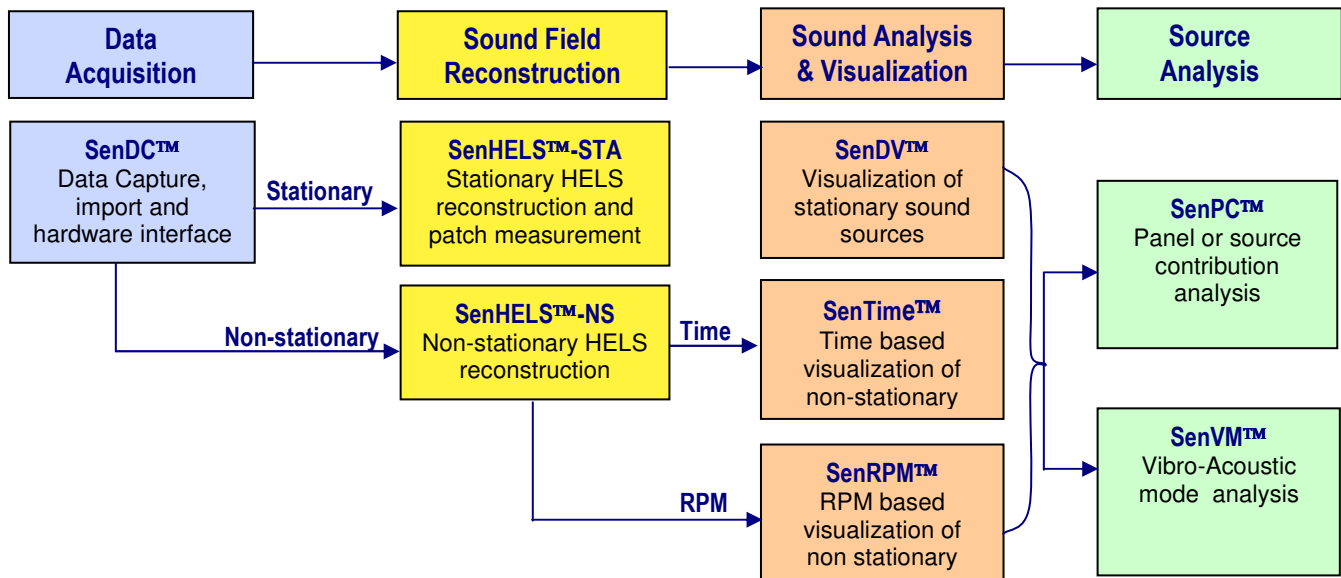 Data
Acquisition
Sound Field
Reconstruction
Sound Analysis
& Visualization
Source
Analysis
SenDC™
Data Capture,
import and
hardware interface
Stationary
SenHELS™-STA
Stationary HELS
reconstruction and
patch measurement
SenDV™
Visualization of
stationary sound
sources
SenPC™
Panel or source
contribution
analysis
Non-stationary
SenHELS™-NS
Non-stationary HELS
reconstruction
Time
SenTime™
Time based
visualization of
non-stationary
RPM
SenRPM™
RPM based
visualization of
non stationary
SenVM™
Vibro-Acoustic
mode analysis